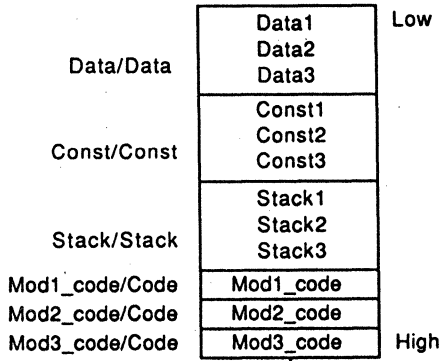 Data1 Low
Data2
Data/Data Data3
Const1
Const2
Const/Const Const3
Stack1
Stack2
Stack/Stack Stack3
Mod1_code/Code Mod1_code
Mod2_code/Code Mod2_code
Mod3_code/Code Mod3_code High